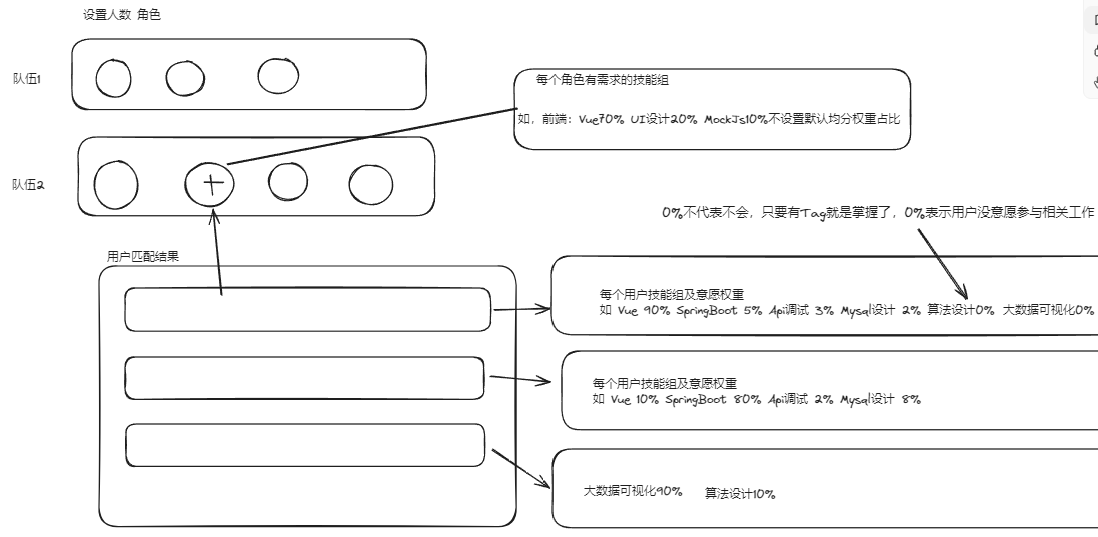 设置人数 角色
队伍1
每个角色有需求的技能组
如，前端：Vue70% UI设计20% MockJs10%不设置默认均分权重占比
队伍2
0%不代表不会，只要有Tag就是掌握了，0%表示用户没意愿参与相关工作
用户匹配结果
每个用户技能组及意愿权重
如 Vue 90% SpringBoot 5% Api调试 3% Mysql设计 2% 算法设计0% 大数据可视化0%
每个用户技能组及意愿权重
如 Vue 10% SpringBoot 80% Api调试 2% Mysql设计 8%
大数据可视化90% 算法设计10%